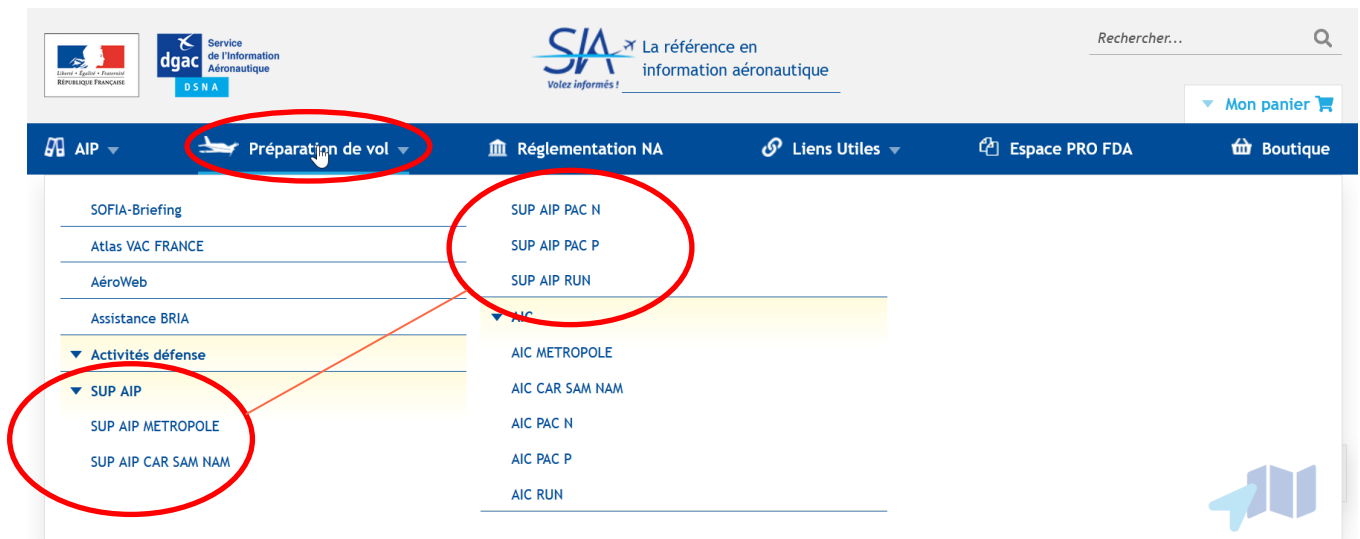 Liberté • Égalité • Fraternité
RÉPUBLIQUE FRANÇAISE
dgac
Service
de l'Information
Aéronautique
DSNA
SIA
Volez informés !
La référence en
information aéronautique
Rechercher...
Mon panier
AIP
Préparation de vol
Réglementation NA
Liens Utiles
Espace PRO FDA
Boutique
SOFIA-Briefing
Atlas VAC FRANCE
AéroWeb
Assistance BRIA
Activités défense
SUP AIP
SUP AIP METROPOLE
SUP AIP CAR SAM NAM
SUP AIP PAC N
SUP AIP PAC P
SUP AIP RUN
AIC
AIC METROPOLE
AIC CAR SAM NAM
AIC PAC N
AIC PAC P
AIC RUN